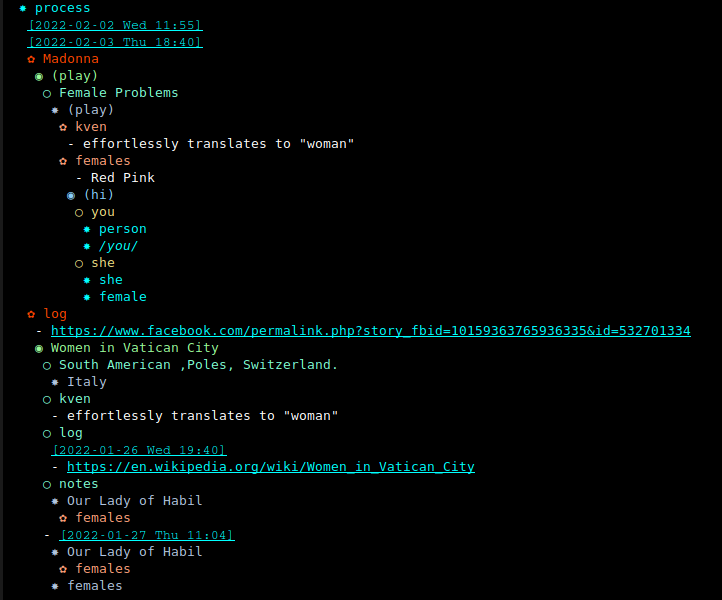 process
[2022-02-02 Wed 11:55]
[2022-02-03 Thu 18:40]
Madonna
(play)
Female Problems
(play)
kven
- effortlessly translates to "woman"
females
- Red Pink
(hi)
you
person
/you/
she
she
female
log
- https://www.facebook.com/permalink.php?story_fbid=10159363765936335&id=532701334
Women in Vatican City
South American ,Poles, Switzerland.
Italy
kven
- effortlessly translates to "woman"
log
[2022-01-26 Wed 19:40]
- https://en.wikipedia.org/wiki/Women_in_Vatican_City
notes
Our Lady of Habil
females
- [2022-01-27 Thu 11:04]
Our Lady of Habil
females
females